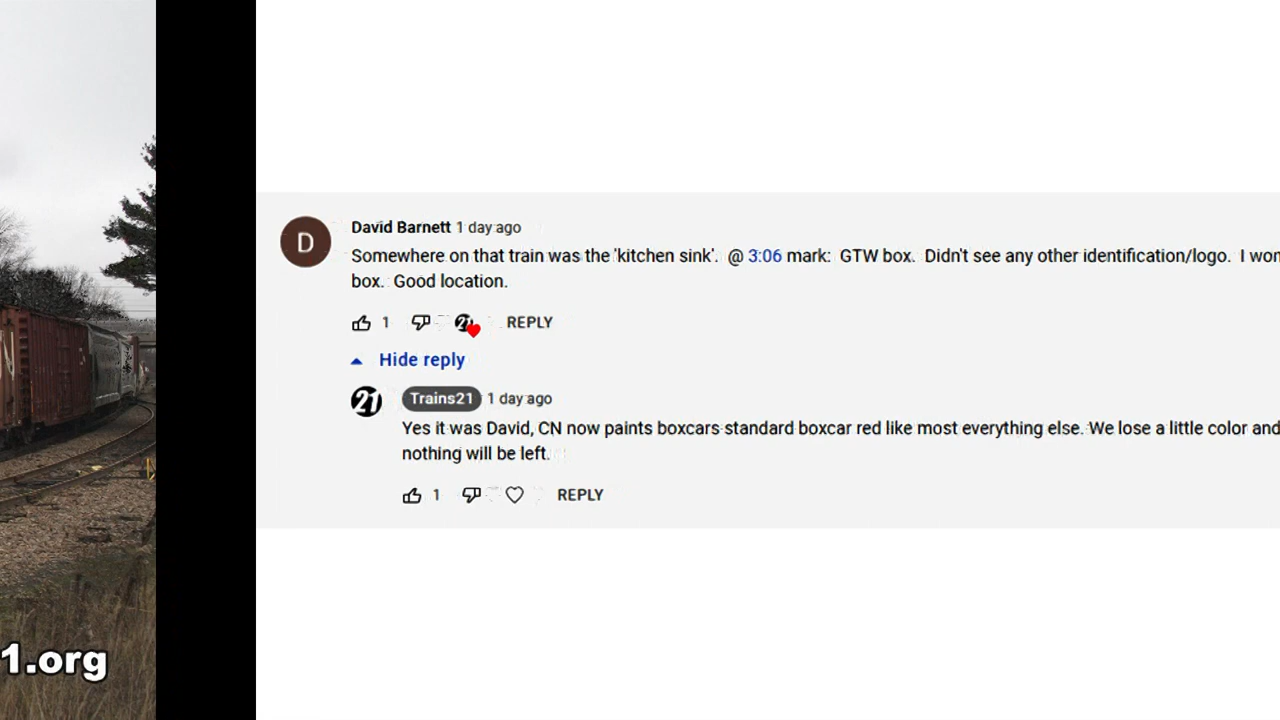 N
D
David Barnett 1 day ago
Somewhere on that train was the 'kitchen sink'. @ 3:06 mark: GTW box. Didn't see any other identification/logo. I
box. Good location.
1 21 REPLY
Hide reply
21 Trains21 1 day ago
Yes it was David, CN now paints boxcars standard boxcar red like most everything else. We lose a little color and
nothing will be left.
1 REPLY
1.org